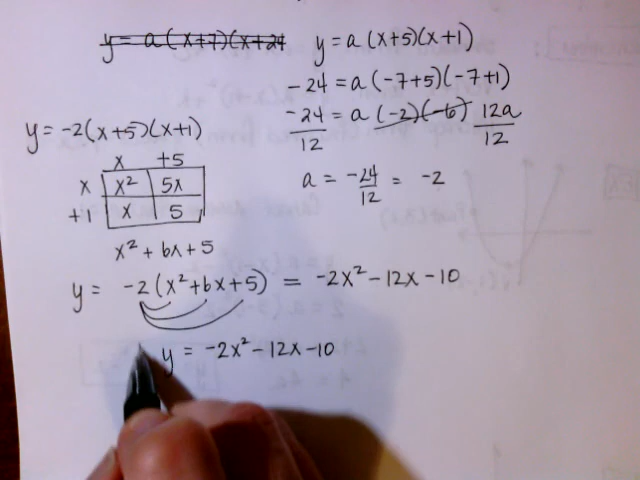 y = a(x+7)(x+24
y = a(x+5)(x+1)
-24 = a(-7+5)(-7+1)
-24/12 = a(-2)(-6) 12a/12
a = -24/12 = -2
y = -2(x+5)(x+1)
x +5
x x² 5x
+1 x 5
x² + 6x + 5
y = -2(x²+6x+5) = -2x² - 12x - 10
y = -2x² - 12x - 10